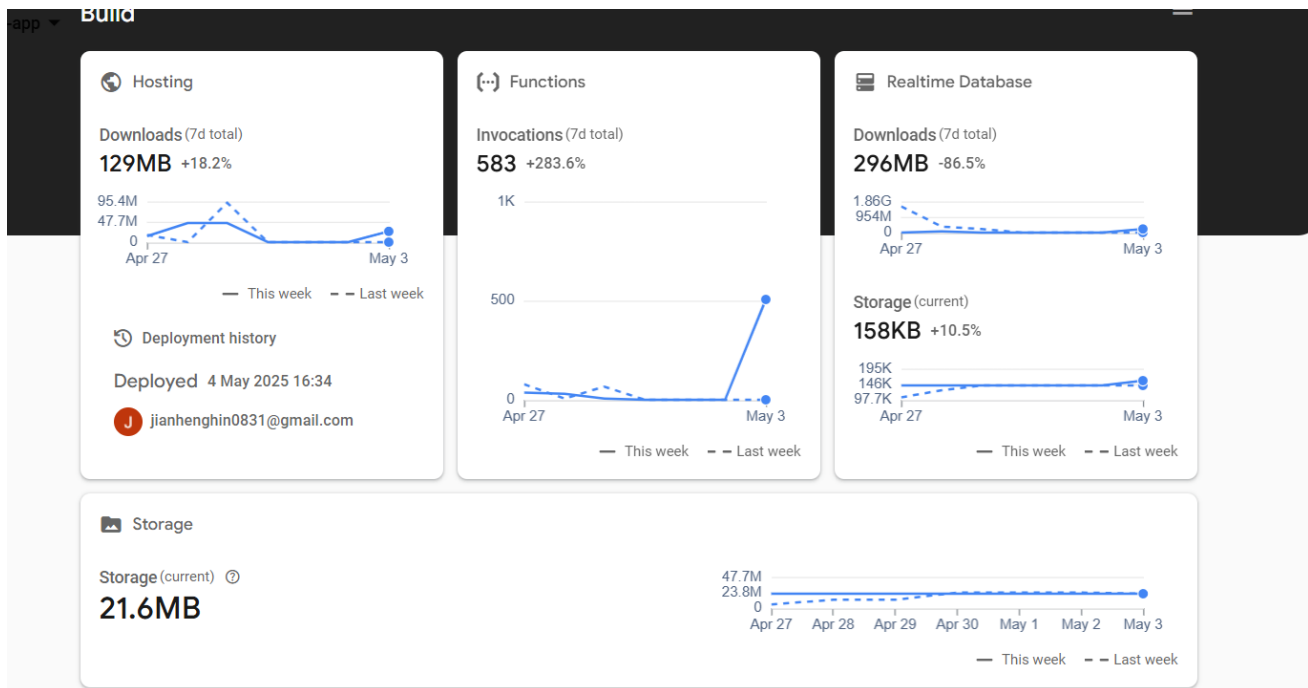 -app
Build
Hosting
Downloads (7d total)
129MB +18.2%
95.4M
47.7M
0
Apr 27 May 3
This week Last week
Deployment history
Deployed 4 May 2025 16:34
J jianhenghin0831@gmail.com
Functions
Invocations (7d total)
583 +283.6%
1K
500
0
Apr 27 May 3
This week Last week
Realtime Database
Downloads (7d total)
296MB -86.5%
1.86G
954M
0
Apr 27 May 3
Storage (current)
158KB +10.5%
195K
146K
97.7K
Apr 27 May 3
This week Last week
Storage
Storage (current) ?
21.6MB
47.7M
23.8M
0
Apr 27 Apr 28 Apr 29 Apr 30 May 1 May 2 May 3
This week Last week